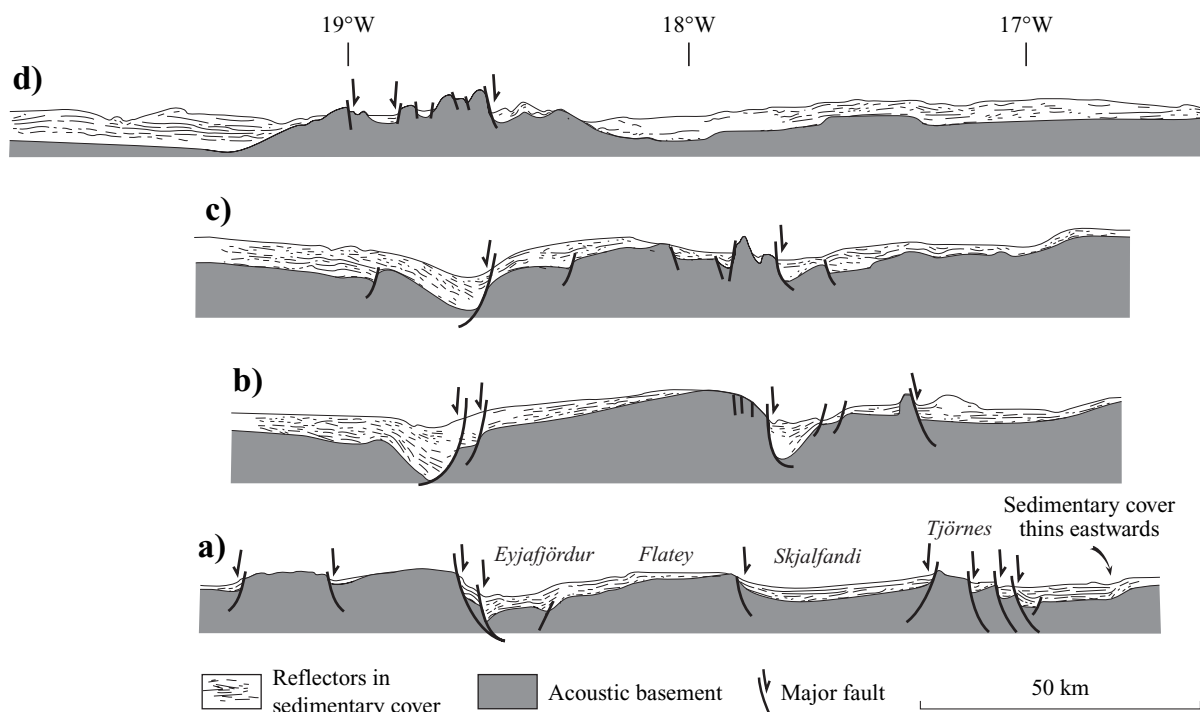 19°W 18°W 17°W
d)
c)
b)
Sedimentary cover
thins eastwards
Tjörnes
a)
Eyjafjördur Flatey Skjalfandi
Reflectors in
sedimentary cover
Acoustic basement
Major fault
50 km